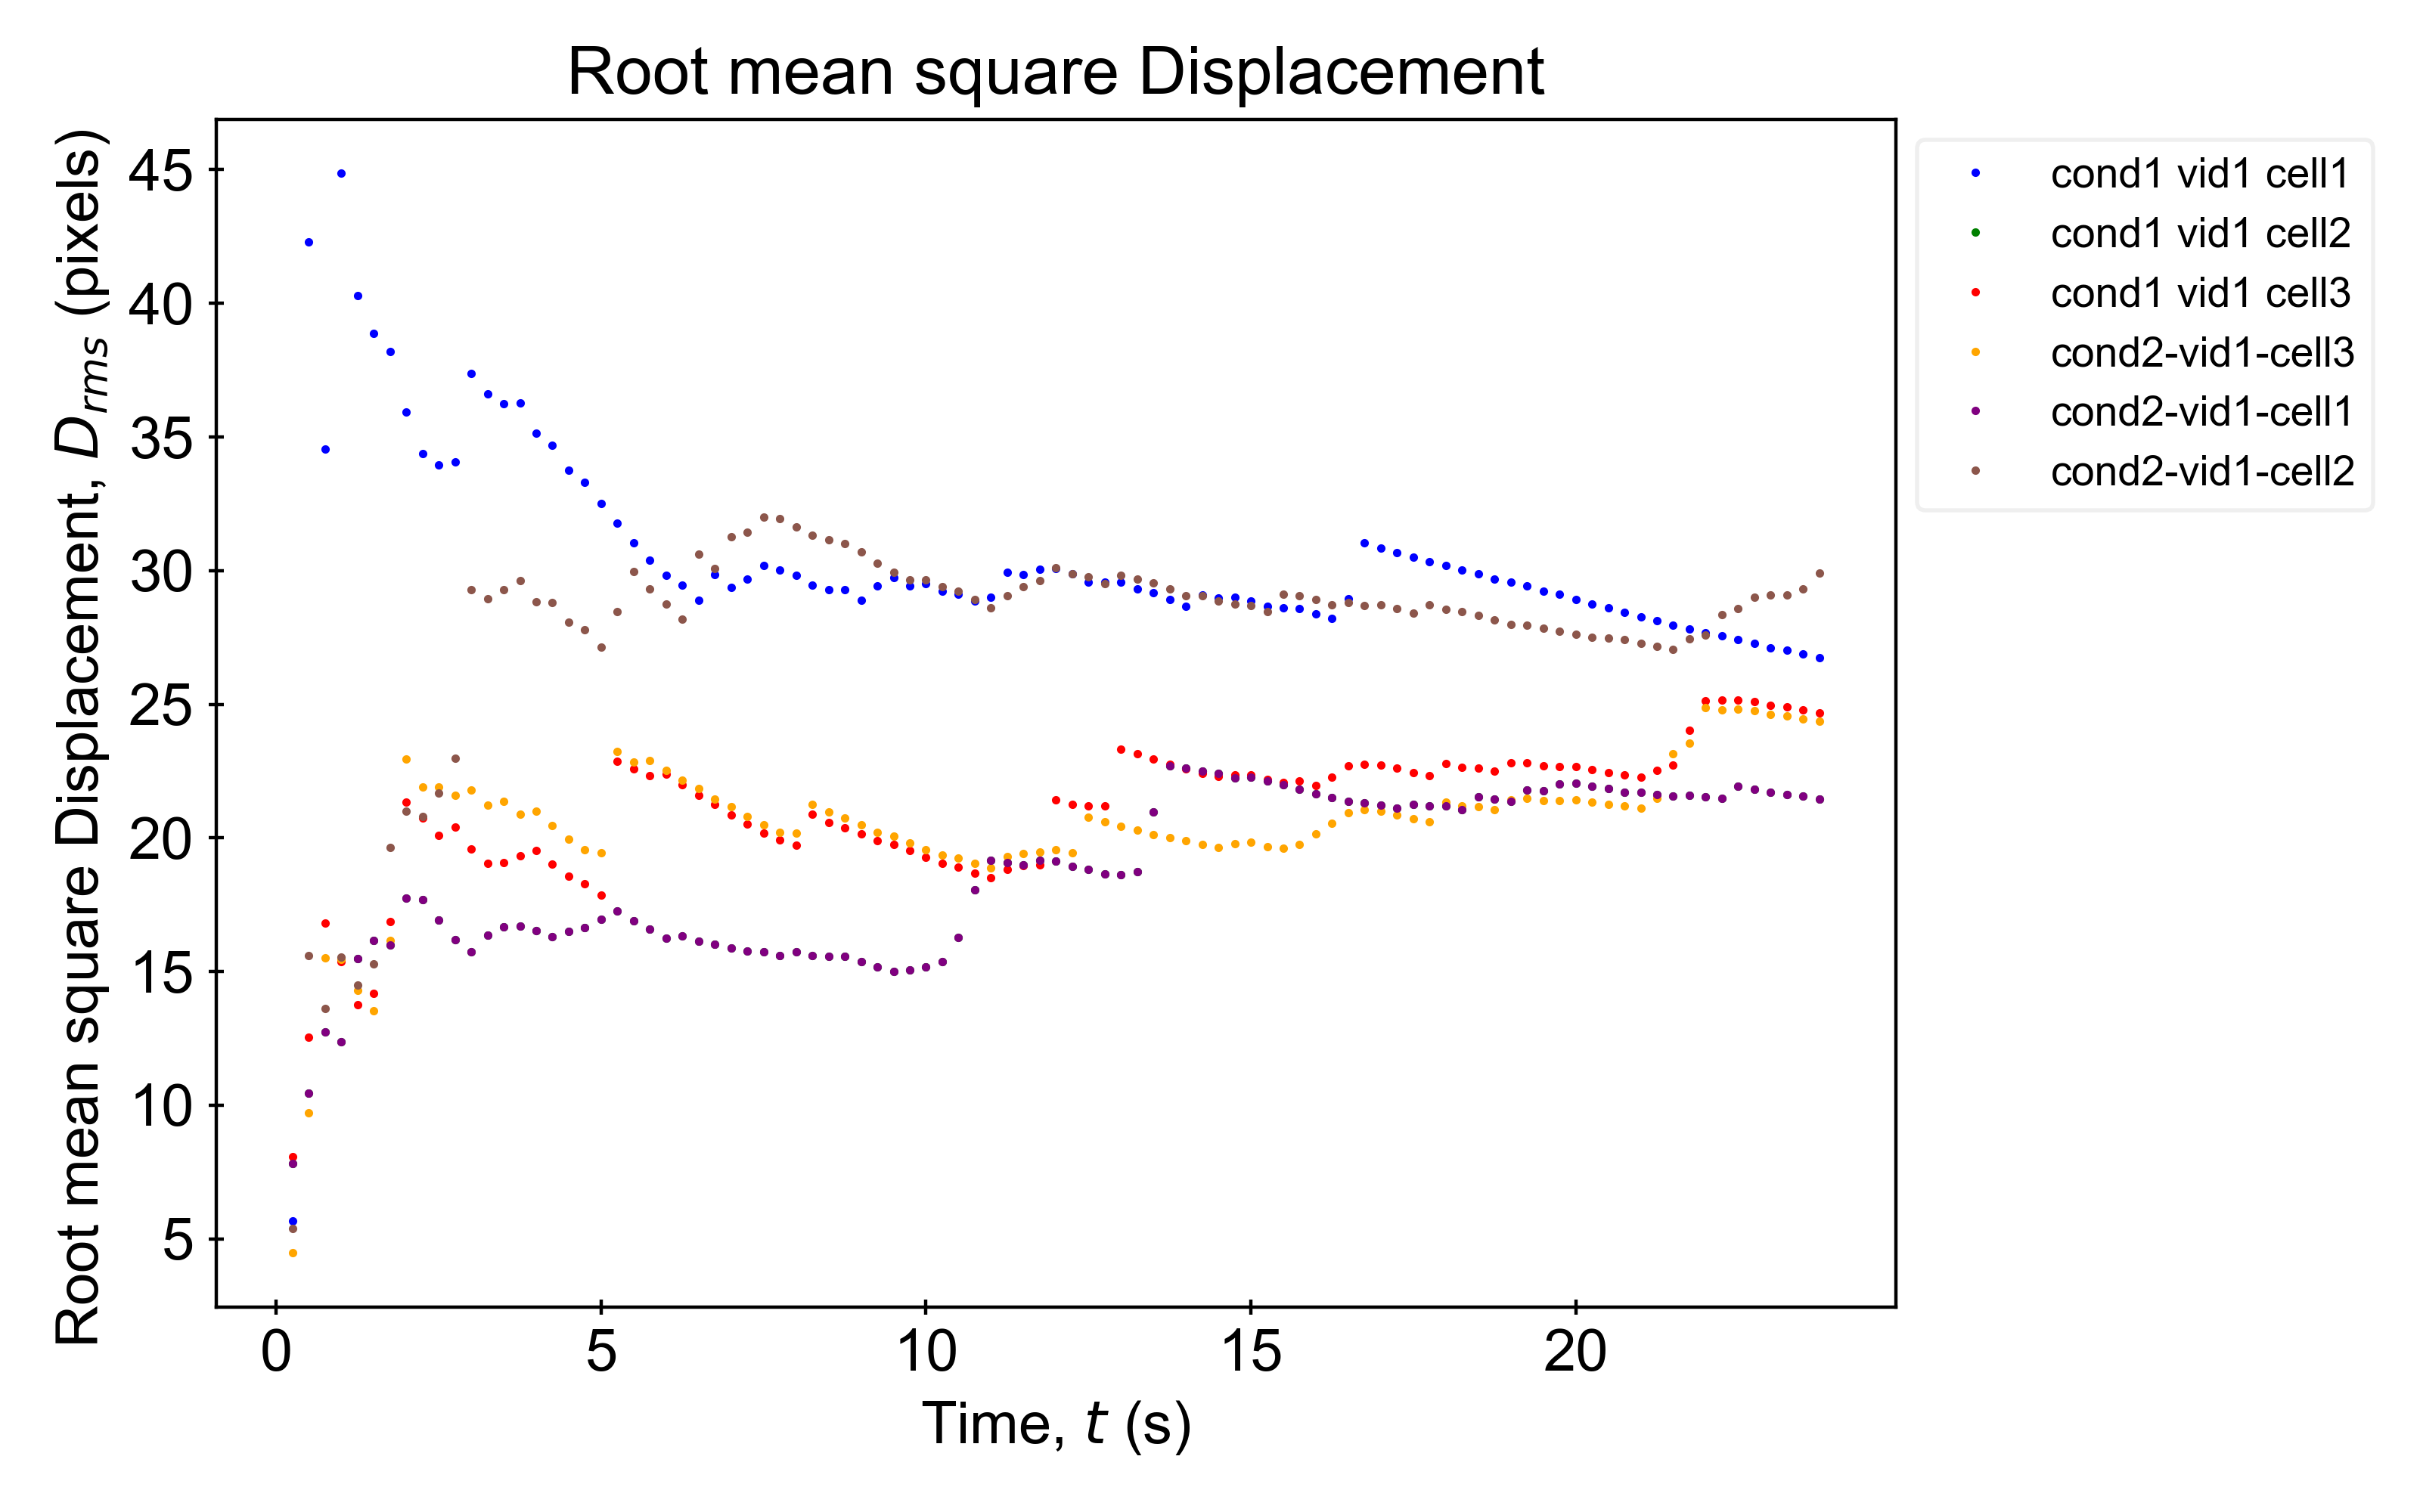 Root mean square Displacement
Root mean square Displacement, D_rms (pixels)
45
40
35
30
25
20
15
10
5
0 5 10 15 20
Time, t (s)
cond1 vid1 cell1
cond1 vid1 cell2
cond1 vid1 cell3
cond2-vid1-cell3
cond2-vid1-cell1
cond2-vid1-cell2